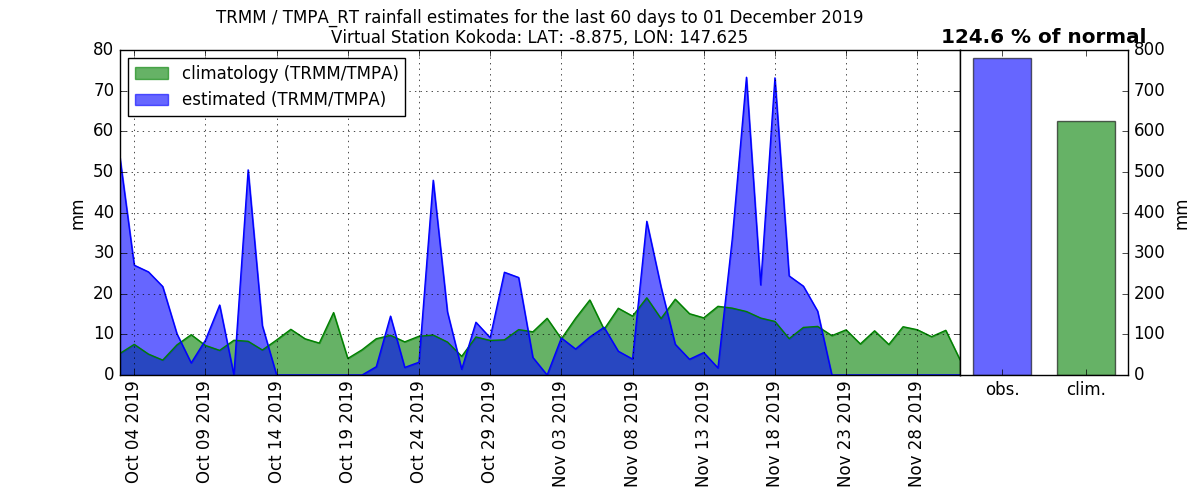 TRMM / TMPA_RT rainfall estimates for the last 60 days to 01 December 2019
Virtual Station Kokoda: LAT: -8.875, LON: 147.625
124.6 % of normal
climatology (TRMM/TMPA)
estimated (TRMM/TMPA)
mm
80
70
60
50
40
30
20
10
0
Oct 04 2019
Oct 09 2019
Oct 14 2019
Oct 19 2019
Oct 24 2019
Oct 29 2019
Nov 03 2019
Nov 08 2019
Nov 13 2019
Nov 18 2019
Nov 23 2019
Nov 28 2019
obs.
clim.
800
700
600
500
400
300
200
100
0
mm